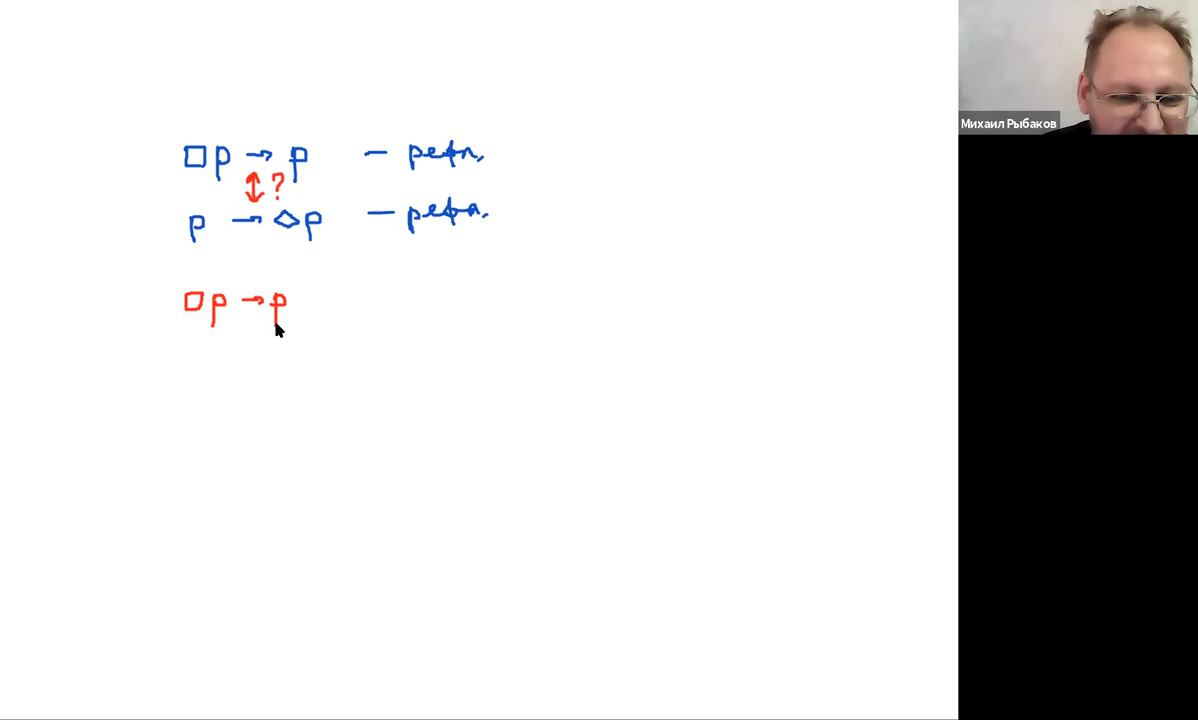 □p → p — рефл.
↕ ?
p → ◇p — рефл.
□p → p
Михаил Рыбаков